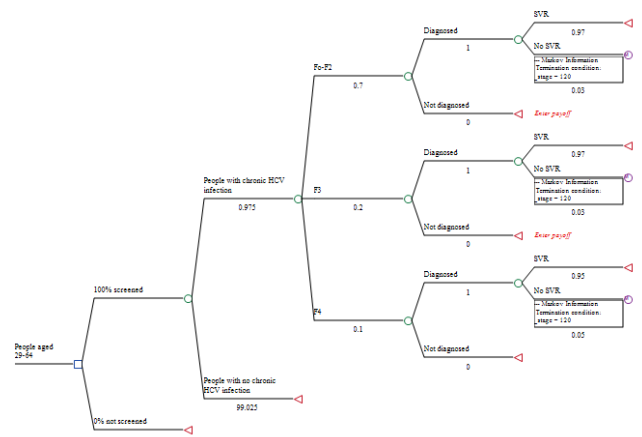 SVR
Diagnosed
0.97
1
No SVR
-- Markov Information
Termination condition:
_stage = 120
Fo-F2
0.03
0.7
Not diagnosed
Enter payoff
0
SVR
Diagnosed
0.97
1
No SVR
-- Markov Information
Termination condition:
_stage = 120
People with chronic HCV
infection
F3
0.03
0.975
0.2
Not diagnosed
Enter payoff
0
SVR
Diagnosed
0.95
1
No SVR
-- Markov Information
Termination condition:
_stage = 120
100% screened
F4
0.05
0.1
Not diagnosed
0
People aged
29-64
People with no chronic
HCV infection
99.025
0% not screened